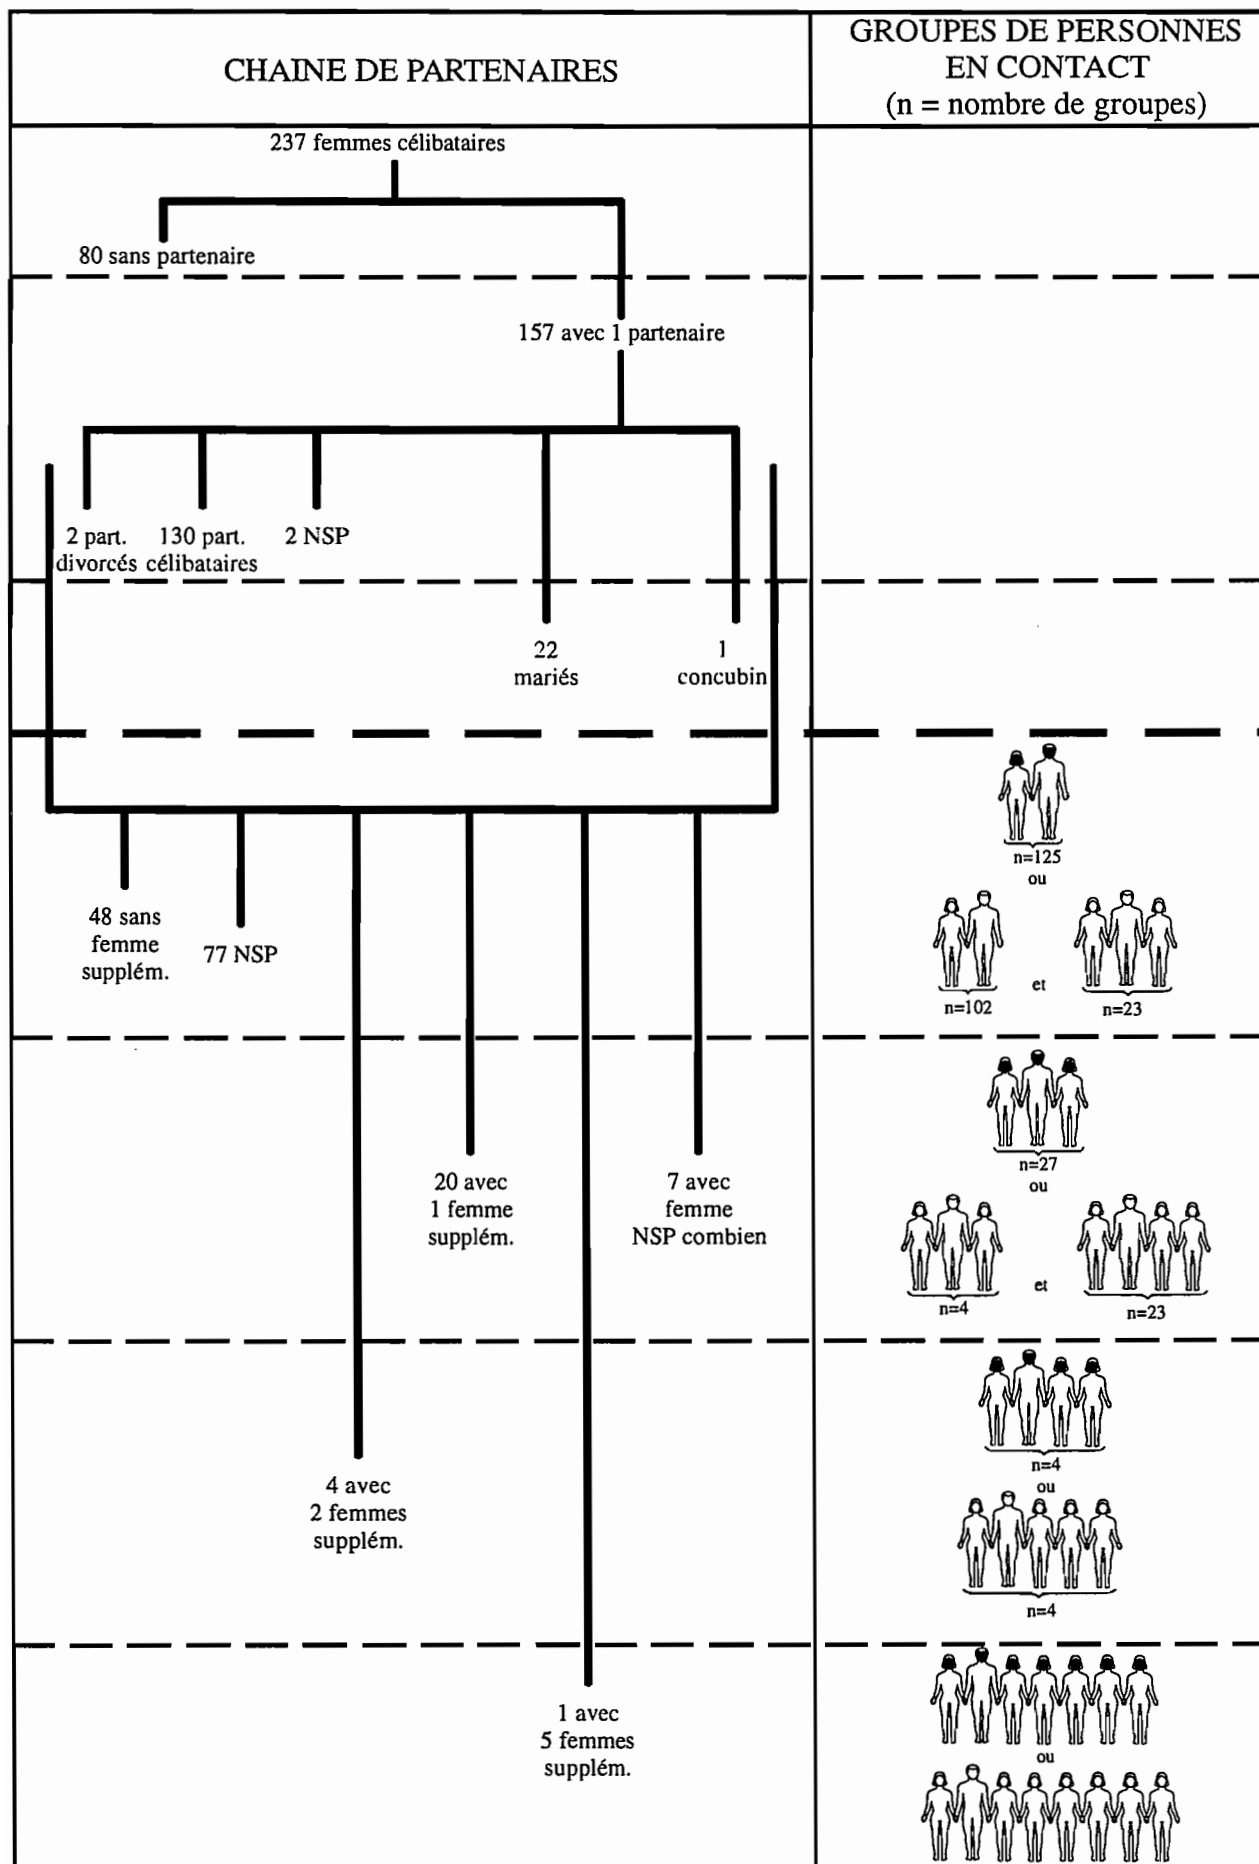 CHAINE DE PARTENAIRES
GROUPES DE PERSONNES
EN CONTACT
(n = nombre de groupes)
237 femmes célibataires
80 sans partenaire
157 avec 1 partenaire
2 part.
divorcés
130 part.
célibataires
2 NSP
22
mariés
1
concubin
n=125
ou
48 sans
femme
supplém.
77 NSP
n=102
et
n=23
20 avec
1 femme
supplém.
7 avec
femme
NSP combien
n=27
ou
n=4
et
n=23
4 avec
2 femmes
supplém.
n=4
ou
n=4
1 avec
5 femmes
supplém.
ou